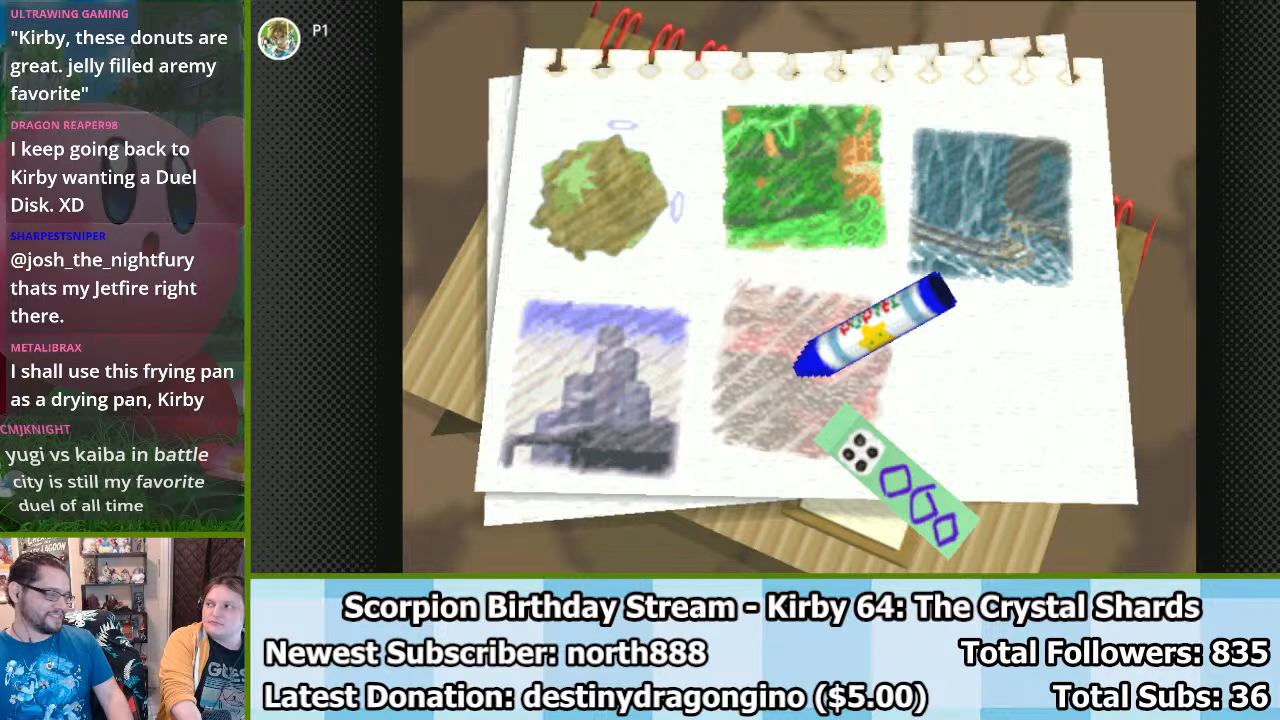 ULTRAWING GAMING
"Kirby, these donuts are
great. jelly filled aremy
favorite"
DRAGON REAPER98
I keep going back to
Kirby wanting a Duel
Disk. XD
SHARPESTSNIPER
@josh_the_nightfury
thats my Jetfire right
there.
METALIBRAX
I shall use this frying pan
as a drying pan, Kirby
CMJKNIGHT
yugi vs kaiba in battle
city is still my favorite
duel of all time
P1
Scorpion Birthday Stream - Kirby 64: The Crystal Shards
Newest Subscriber: north888
Total Followers: 835
Latest Donation: destinydragongino ($5.00)
Total Subs: 36